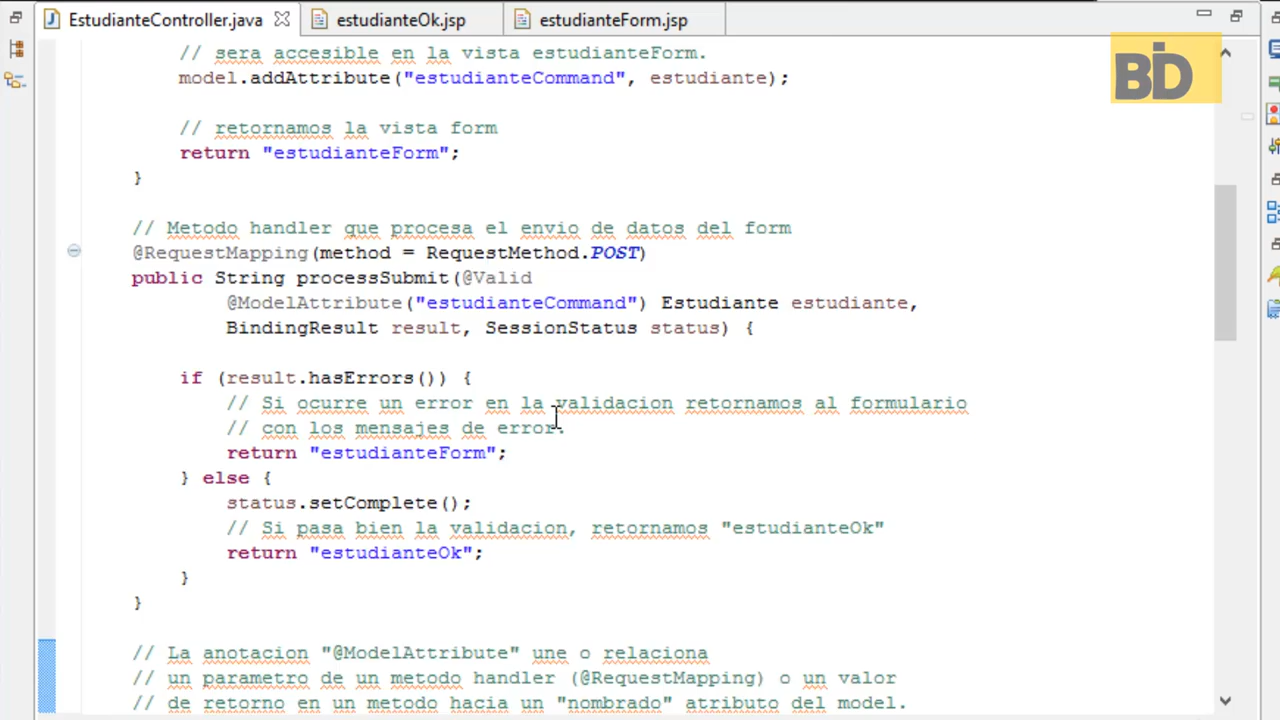 EstudianteController.java
estudianteOk.jsp
estudianteForm.jsp
BID
// sera accesible en la vista estudianteForm.
model.addAttribute("estudianteCommand", estudiante);
// retornamos la vista form
return "estudianteForm";
}
// Metodo handler que procesa el envio de datos del form
@RequestMapping(method = RequestMethod.POST)
public String processSubmit(@Valid
@ModelAttribute("estudianteCommand") Estudiante estudiante,
BindingResult result, SessionStatus status) {
if (result.hasErrors()) {
// Si ocurre un error en la validacion retornamos al formulario
// con los mensajes de error.
return "estudianteForm";
} else {
status.setComplete();
// Si pasa bien la validacion, retornamos "estudianteOk"
return "estudianteOk";
}
}
// La anotacion "@ModelAttribute" une o relaciona
// un parametro de un metodo handler (@RequestMapping) o un valor
// de retorno en un metodo hacia un "nombrado" atributo del model.